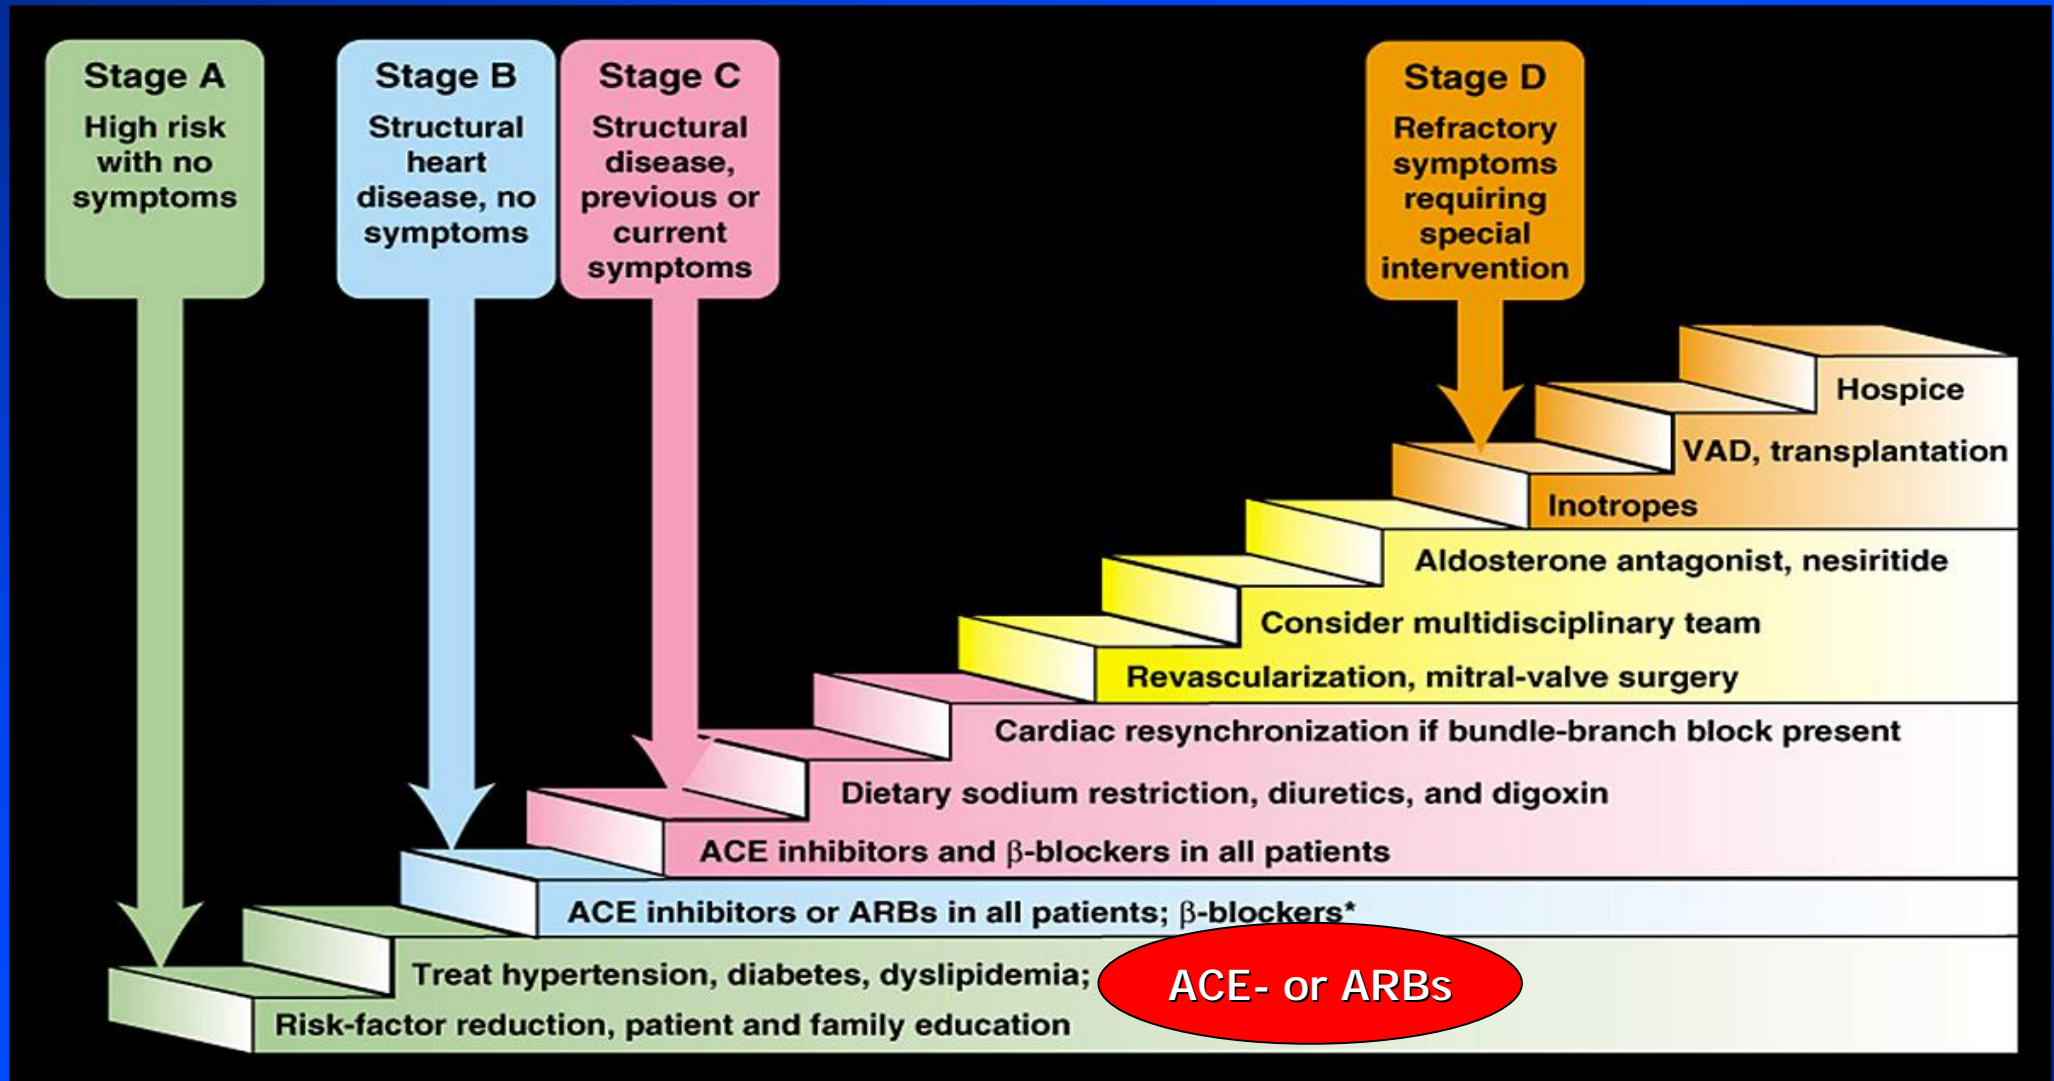 Stage A
High risk
with no
symptoms
Stage B
Structural
heart
disease, no
symptoms
Stage C
Structural
disease,
previous or
current
symptoms
Stage D
Refractory
symptoms
requiring
special
intervention
Hospice
VAD, transplantation
Inotropes
Aldosterone antagonist, nesiritide
Consider multidisciplinary team
Revascularization, mitral-valve surgery
Cardiac resynchronization if bundle-branch block present
Dietary sodium restriction, diuretics, and digoxin
ACE inhibitors and β-blockers in all patients
ACE inhibitors or ARBs in all patients; β-blockers*
Treat hypertension, diabetes, dyslipidemia;
ACE- or ARBs
Risk-factor reduction, patient and family education